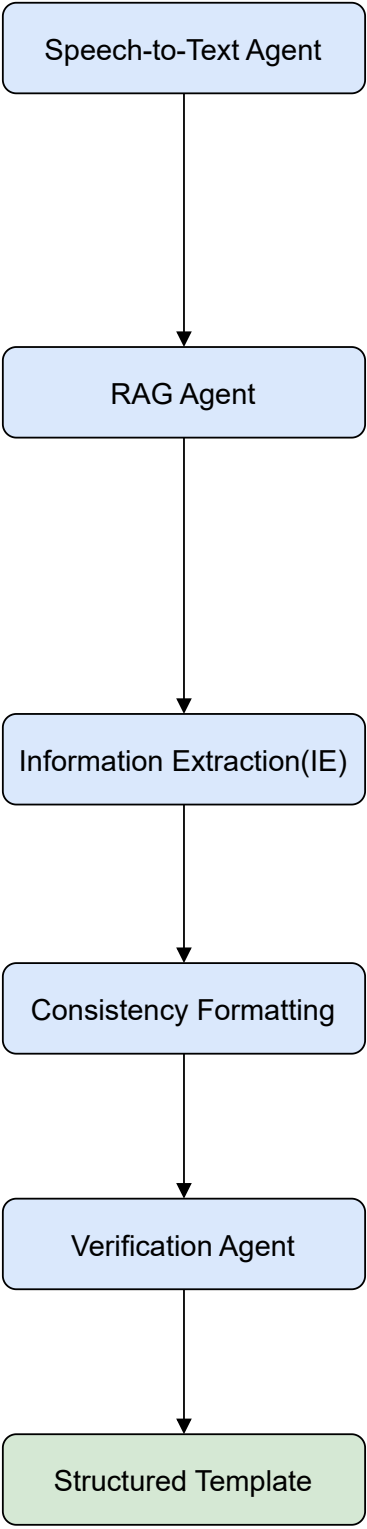 Speech-to-Text Agent
RAG Agent
Information Extraction(IE)
Consistency Formatting
Verification Agent
Structured Template